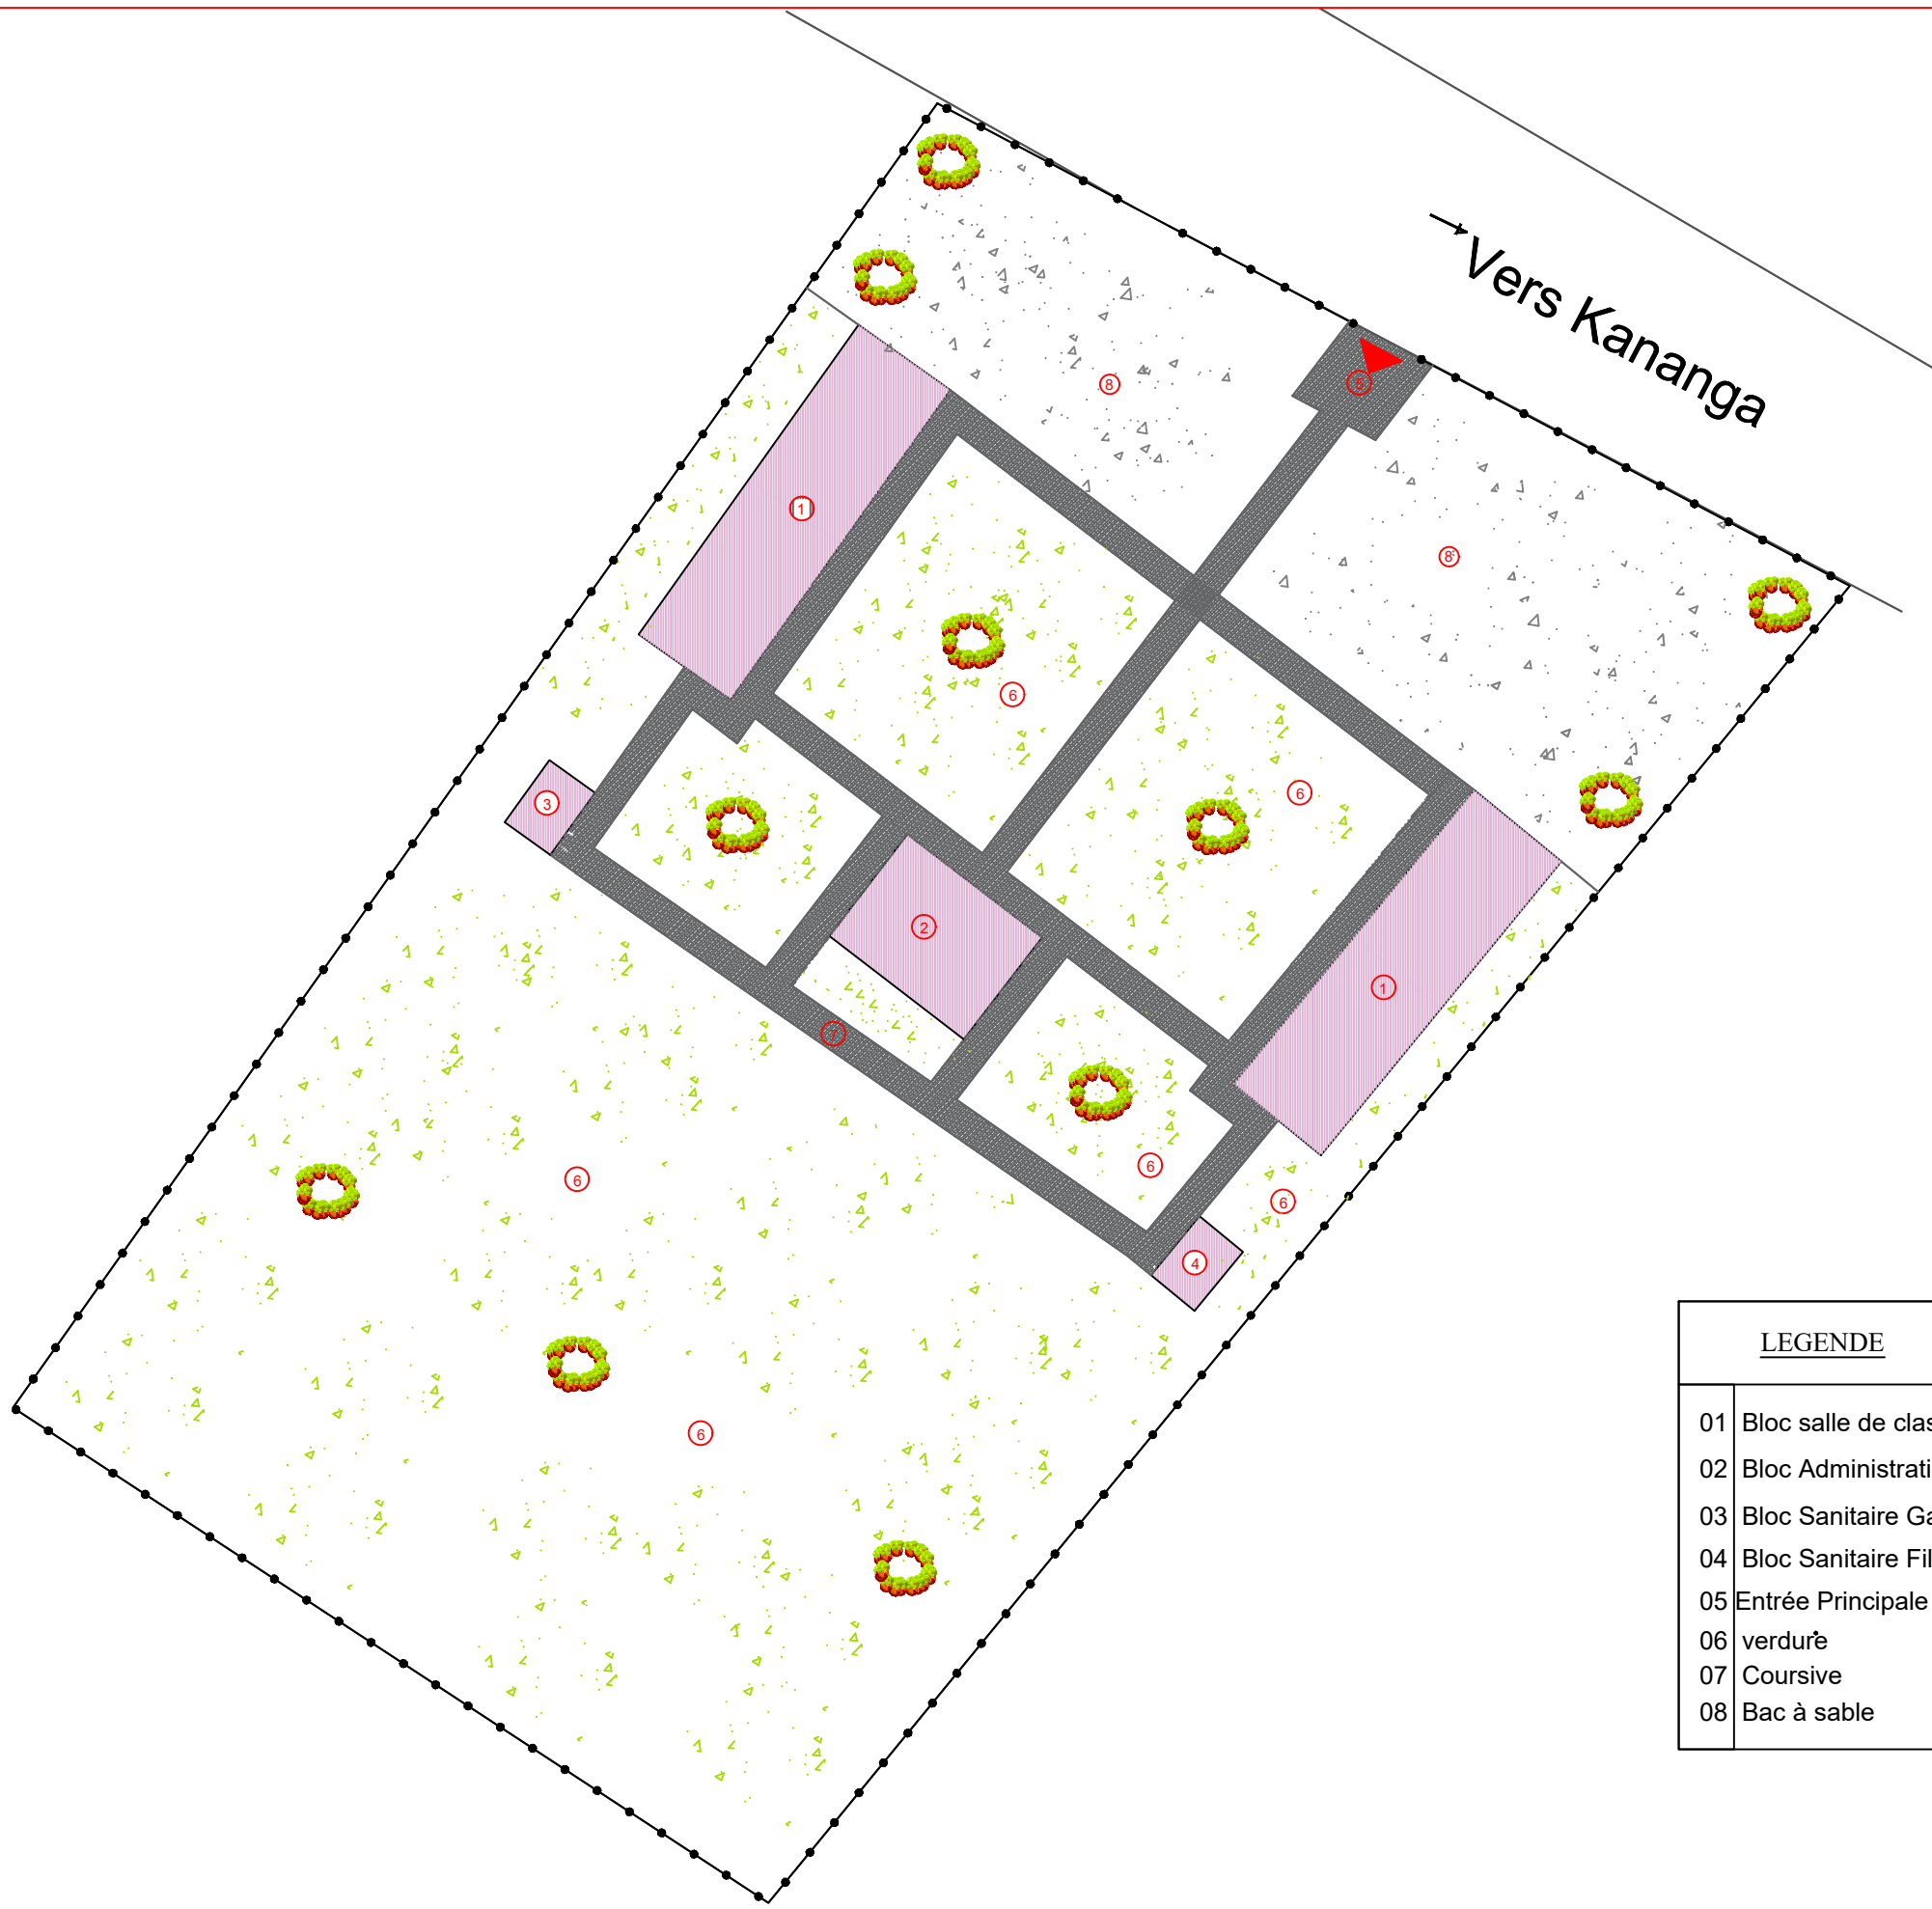 Vers Kananga
8
5
1
8
6
6
3
2
1
7
6
6
6
4
6
LEGENDE
01 Bloc salle de clas
02 Bloc Administrati
03 Bloc Sanitaire Ga
04 Bloc Sanitaire Fil
05 Entrée Principale
06 verdure
07 Coursive
08 Bac à sable